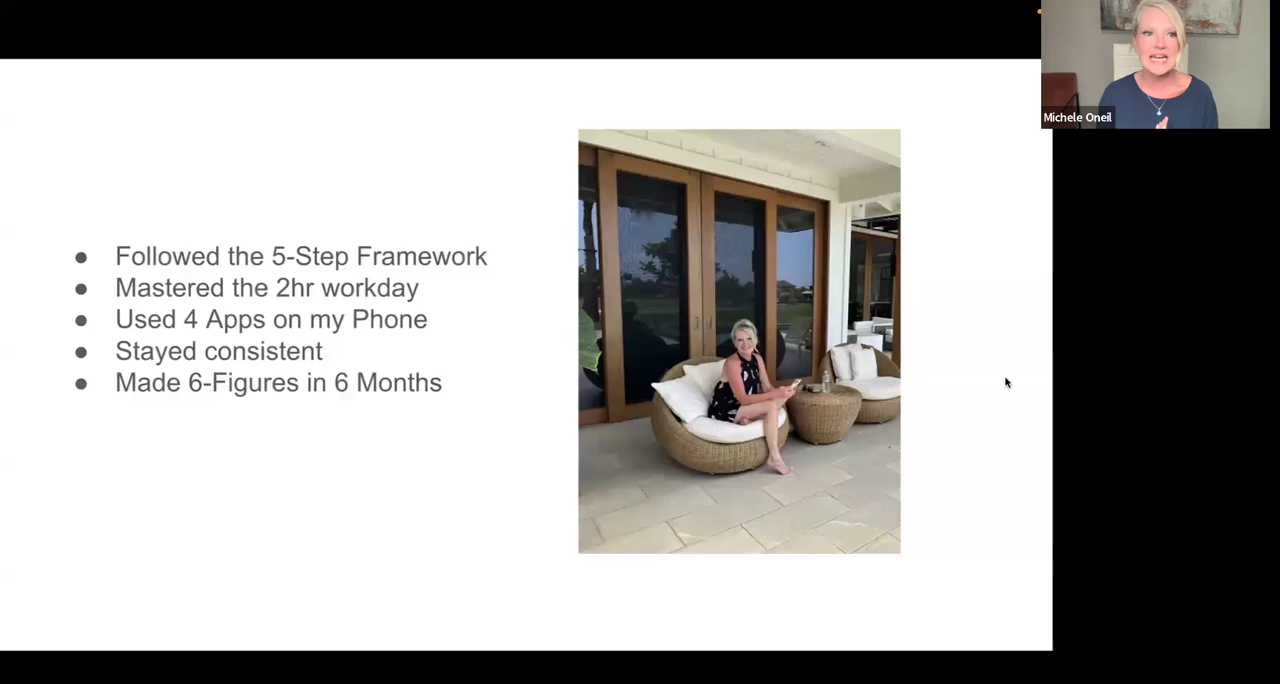 Michele Oneil
● Followed the 5-Step Framework
● Mastered the 2hr workday
● Used 4 Apps on my Phone
● Stayed consistent
● Made 6-Figures in 6 Months